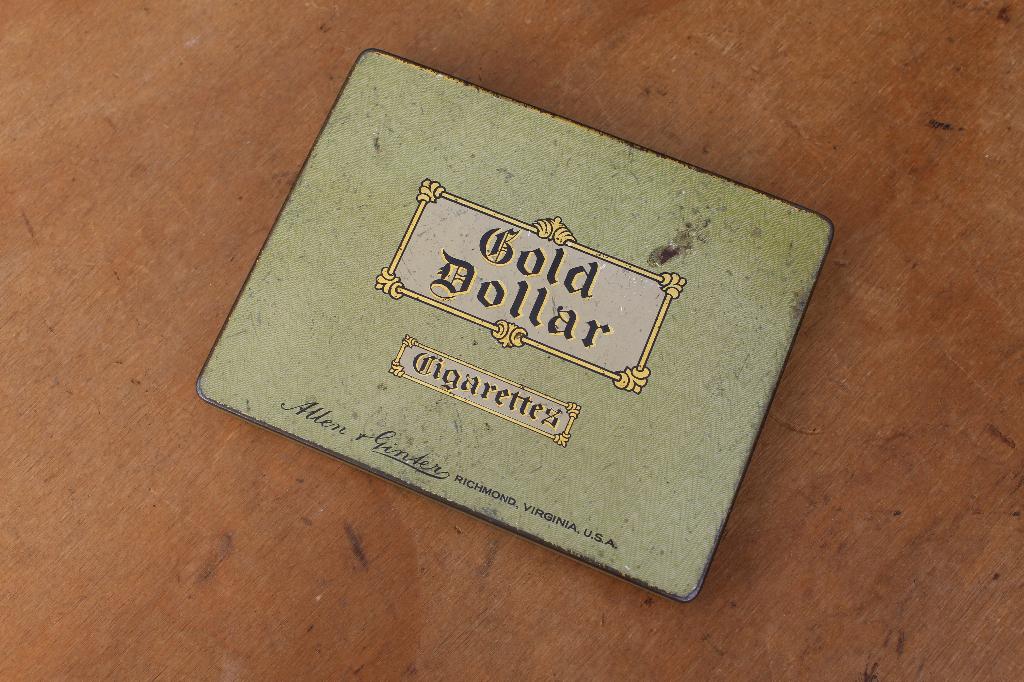 Gold
Dollar
Cigarettes
Allen & Ginter RICHMOND, VIRGINIA, U.S.A.